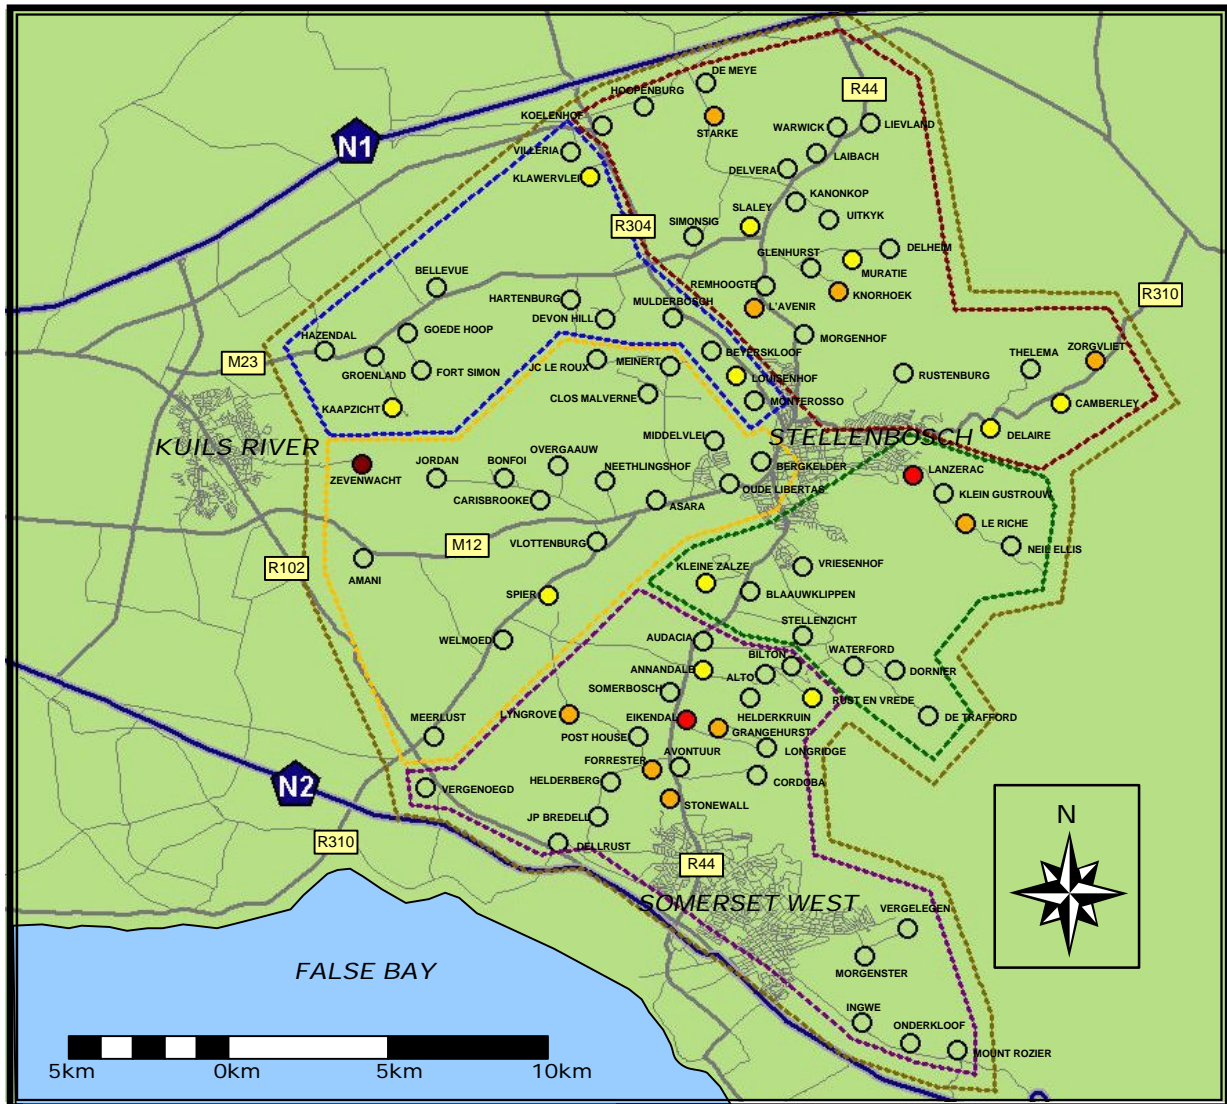 DE MEYE
HOOPENBURG
R44
KOELENHOF
STARKE
WARWICK
LIEVLAND
N1
VILLERIA
LAIBACH
KLAWERVLEI
DELVERA
KANONKOP
R304
SIMONSIG
SLALEY
UITKYK
GLENHURST
DELHEIM
MURATIE
BELLEVUE
REMHOOGTE
KNORHOEK
R310
HARTENBURG
MULDERBOSCH
L'AVENIR
DEVON HILL
GOEDE HOOP
HAZENDAL
MORGENHOF
M23
GROENLAND
FORT SIMON
JC LE ROUX
MEINERT
BEYERSKLOOF
THELEMA
ZORGVLIET
RUSTENBURG
LOUISENHOF
CLOS MALVERNE
MONTEROSSO
CAMBERLEY
KAAPZICHT
KUILS RIVER
MIDDELVLEI
STELLENBOSCH
DELAIRE
OVERGAAUW
ZEVENWACHT
JORDAN
BONFOI
NEETHLINGSHOF
BERGKELDER
LANZERAC
CARISBROOKE
ASARA
OUDE LIBERTAS
KLEIN GUSTROUW
LE RICHE
M12
VLOTTENBURG
NEIL ELLIS
R102
AMANI
KLEINE ZALZE
VRIESENHOF
SPIER
BLAAUWKLIPPEN
STELLENZICHT
WELMOED
AUDACIA
BILTON
WATERFORD
ANNANDALE
ALTO
DORNIER
SOMERBOSCH
RUST EN VREDE
MEERLUST
LYNGROVE
EIKENDAL
HELDERKRUIN
DE TRAFFORD
POST HOUSE
GRANGEHURST
AVONTUUR
LONGRIDGE
FORRESTER
N2
VERGENOEGD
HELDERBERG
CORDOBA
STONEWALL
JP BREDELL
N
R310
DELLRUST
R44
SOMERSET WEST
VERGELEGEN
FALSE BAY
MORGENSTER
INGWE
ONDERKLOOF
MOUNT ROZIER
5km 0km 5km 10km